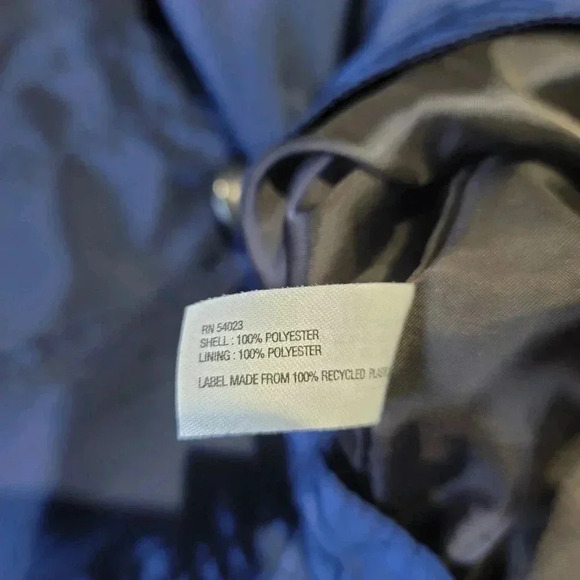 RN 54023
SHELL : 100% POLYESTER
LINING : 100% POLYESTER
LABEL MADE FROM 100% RECYCLED